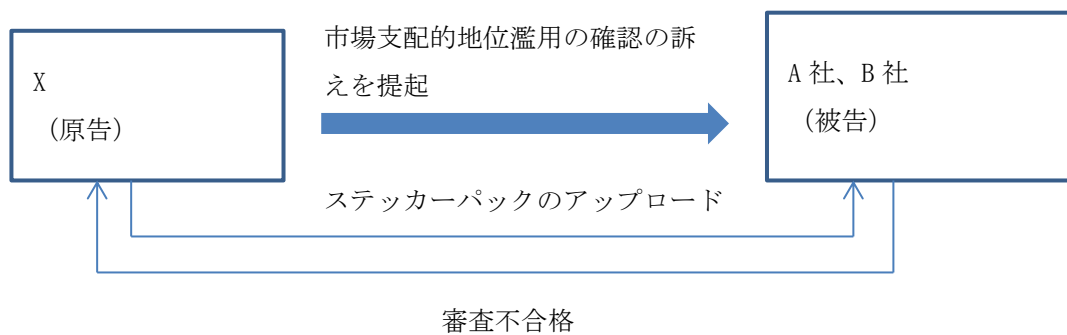 X
（原告）
市場支配的地位濫用の確認の訴
えを提起
A 社、B 社
（被告）
ステッカーパックのアップロード
審査不合格